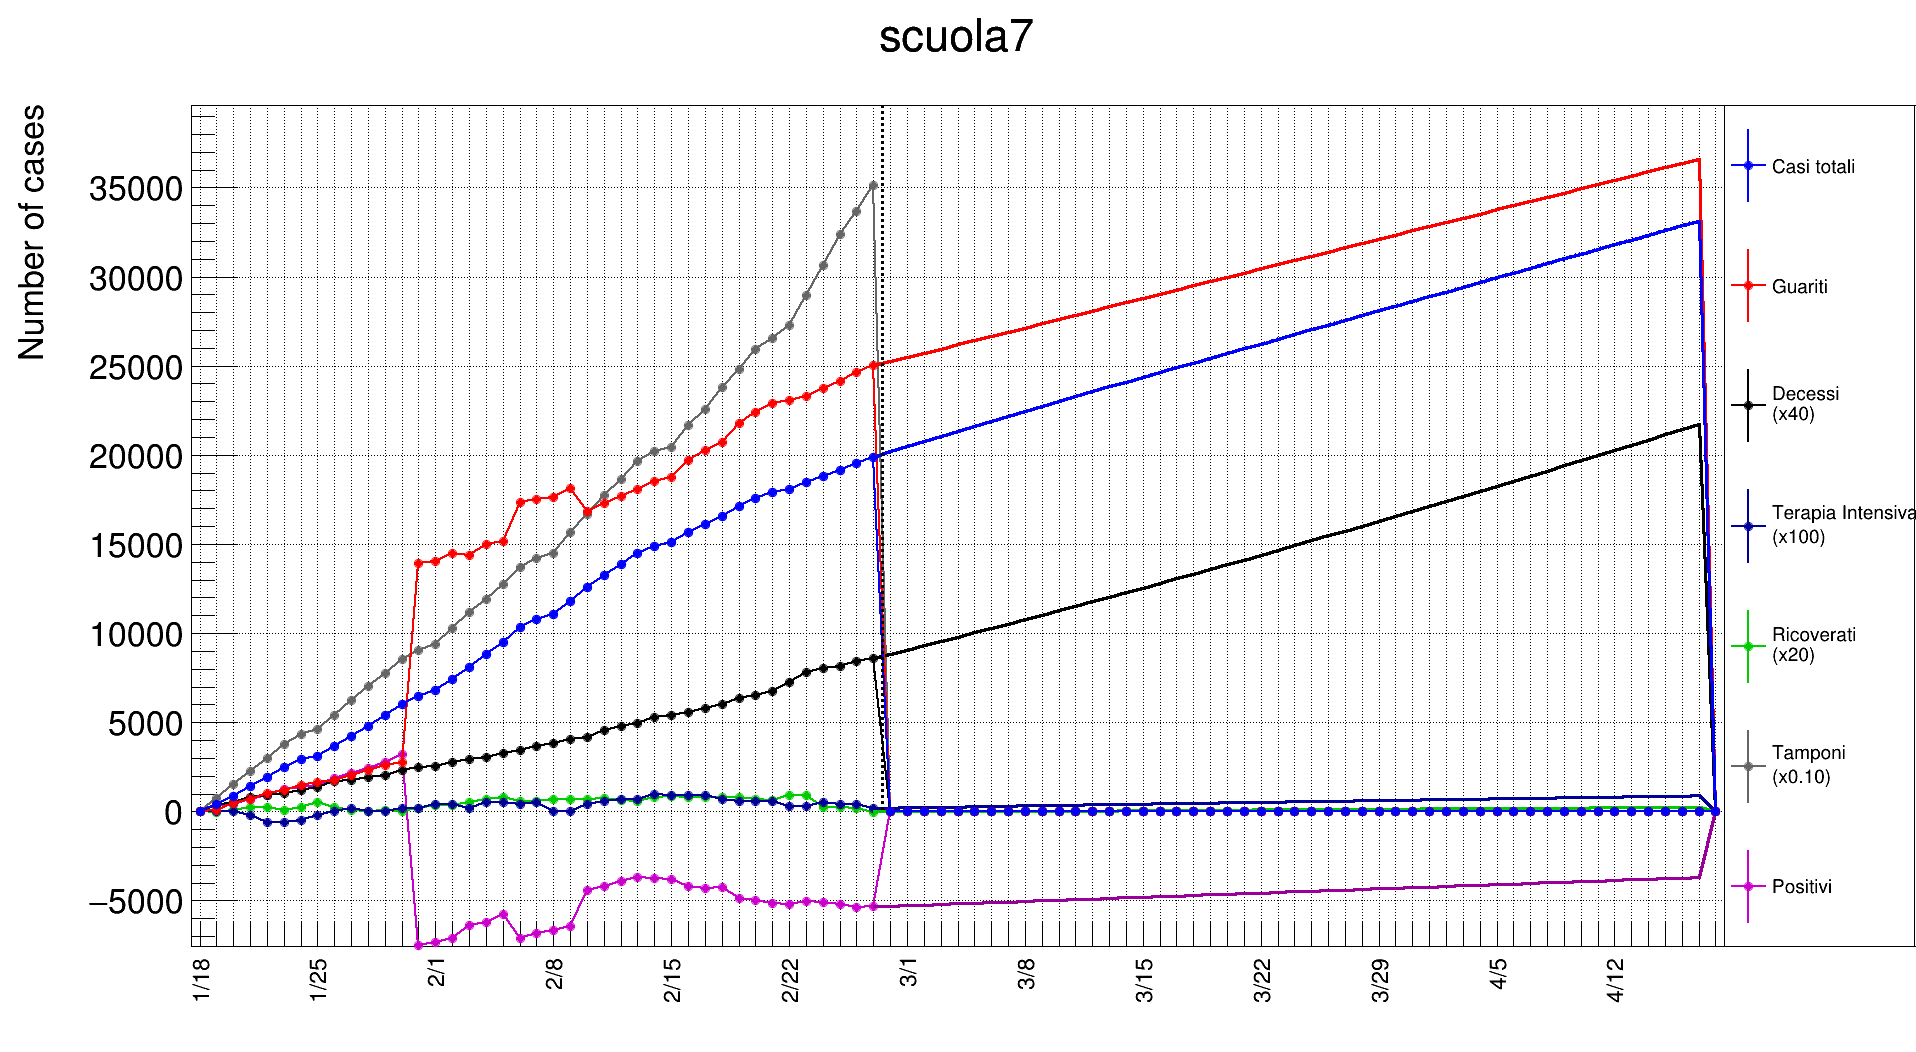 scuola7
Number of cases
35000
30000
25000
20000
15000
10000
5000
0
−5000
1/18
1/25
2/1
2/8
2/15
2/22
3/1
3/8
3/15
3/22
3/29
4/5
4/12
Casi totali
Guariti
Decessi
(x40)
Terapia Intensiva
(x100)
Ricoverati
(x20)
Tamponi
(x0.10)
Positivi